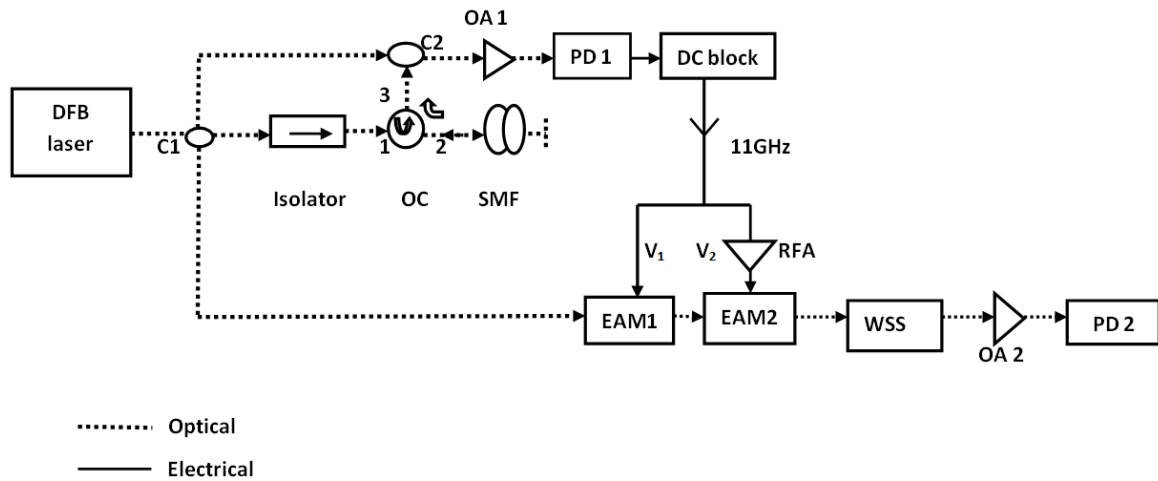 OA 1
C2
PD 1
DC block
DFB
laser
3
C1
1
2
11GHz
Isolator
OC
SMF
V₁
V₂
RFA
EAM1
EAM2
WSS
OA 2
PD 2
Optical
Electrical